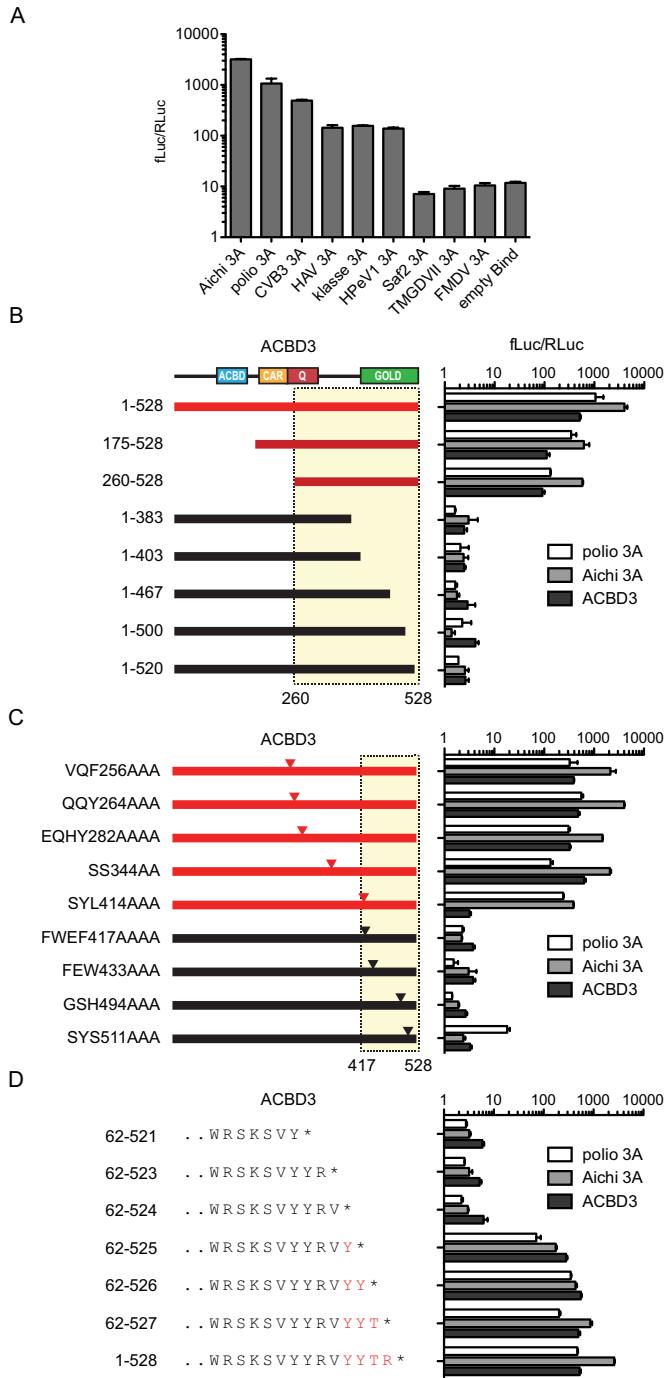 A
fLuc/RLuc
10000
1000
100
10
1
Aichi 3A
polio 3A
CVB3 3A
HAV 3A
klasse 3A
HPeV1 3A
Saf2 3A
TMGDVII 3A
FMDV 3A
empty Bind
B
ACBD3
fLuc/RLuc
ACBD CAR Q GOLD
1 10 100 1000 10000
1-528
175-528
260-528
1-383
1-403
1-467
1-500
1-520
polio 3A
Aichi 3A
ACBD3
260 528
C
ACBD3
1 10 100 1000 10000
VQF256AAA
QQY264AAA
EQHY282AAAA
SS344AA
SYL414AAA
FWEF417AAAA
FEW433AAA
GSH494AAA
SYS511AAA
polio 3A
Aichi 3A
ACBD3
417 528
D
ACBD3
1 10 100 1000 10000
62-521 ..WRSKSVY*
62-523 ..WRSKSVYYR*
62-524 ..WRSKSVYYRV*
62-525 ..WRSKSVYYRVY*
62-526 ..WRSKSVYYRVYY*
62-527 ..WRSKSVYYRVYYT*
1-528 ..WRSKSVYYRVYYTR*
polio 3A
Aichi 3A
ACBD3